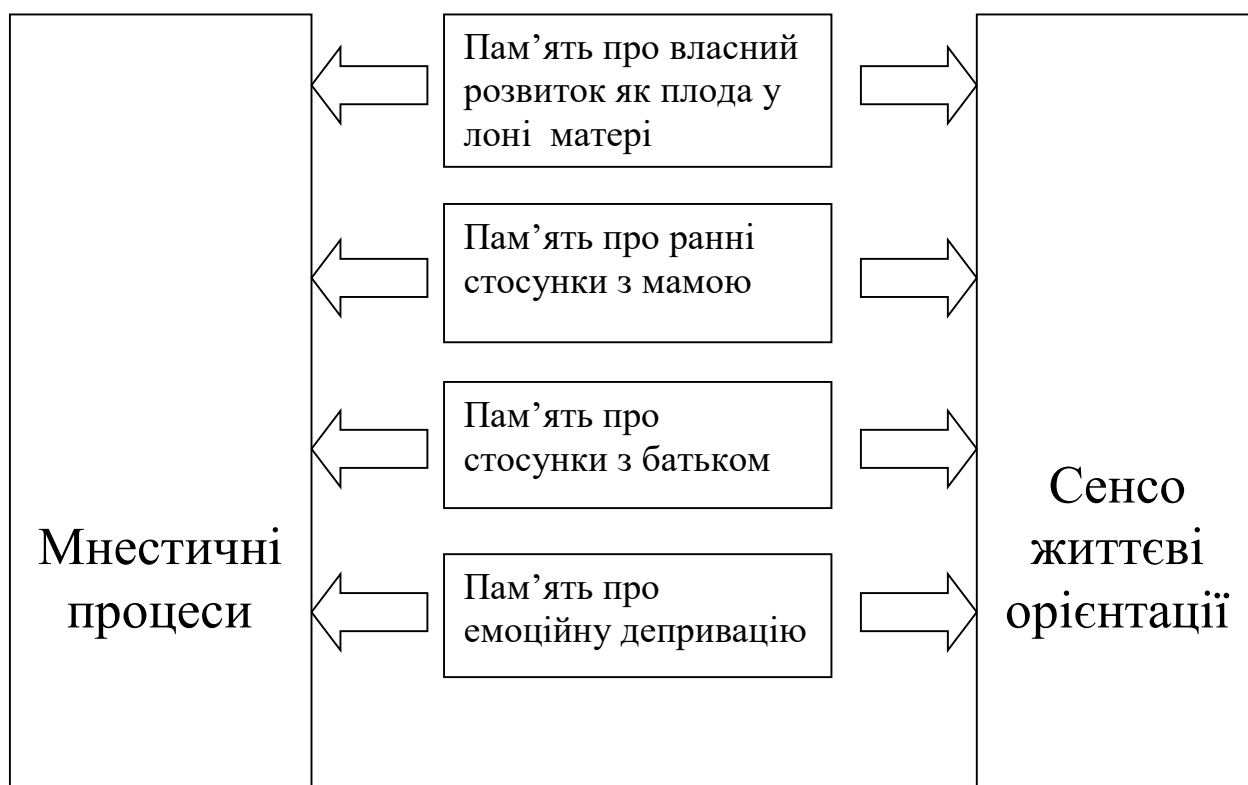 Пам’ять про власний
розвиток як плода у
лоні матері
Пам’ять про ранні
стосунки з мамою
Пам’ять про
стосунки з батьком
Пам’ять про
емоційну депривацію
Мнестичні
процеси
Сенсо
життєві
орієнтації